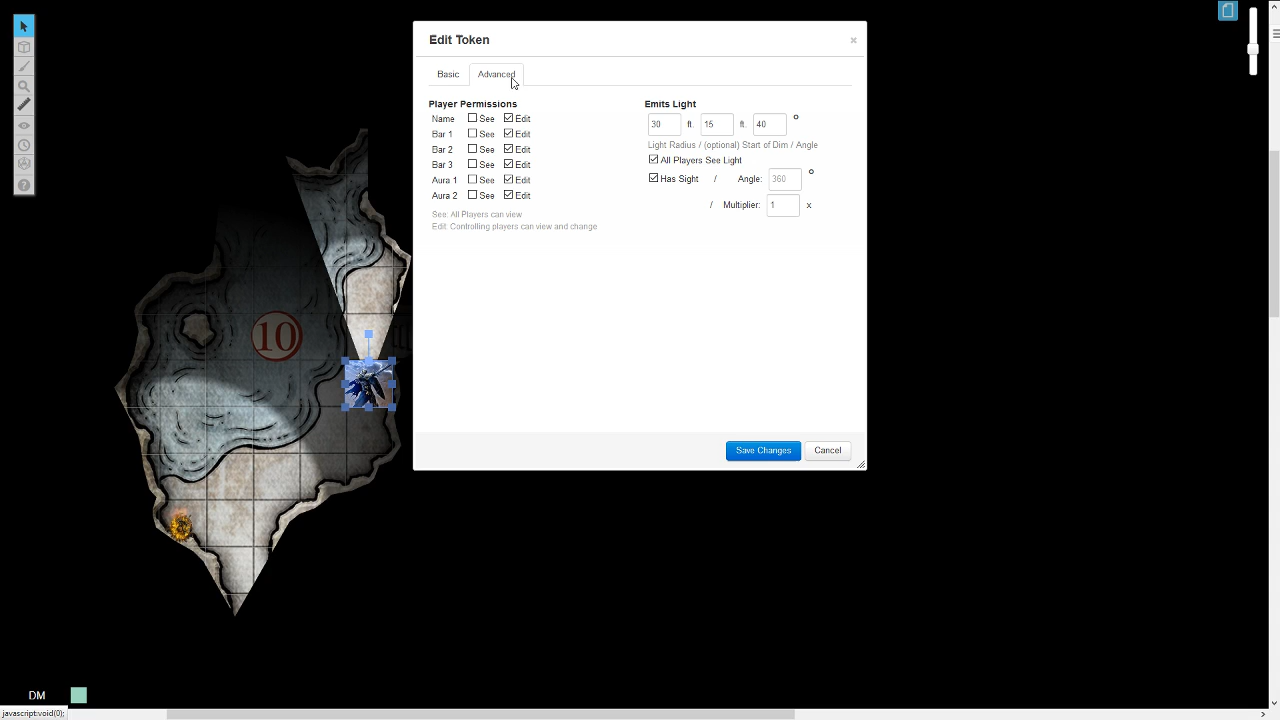 Edit Token
×
Basic Advanced
Player Permissions
Name See Edit
Bar 1 See Edit
Bar 2 See Edit
Bar 3 See Edit
Aura 1 See Edit
Aura 2 See Edit
See: All Players can view
Edit: Controlling players can view and change.
Emits Light
30 ft. 15 ft. 40 °
Light Radius / (optional) Start of Dim / Angle
All Players See Light
Has Sight / Angle: 360 °
/ Multiplier: 1 x
10
Save Changes Cancel
DM
javascript:void(0);